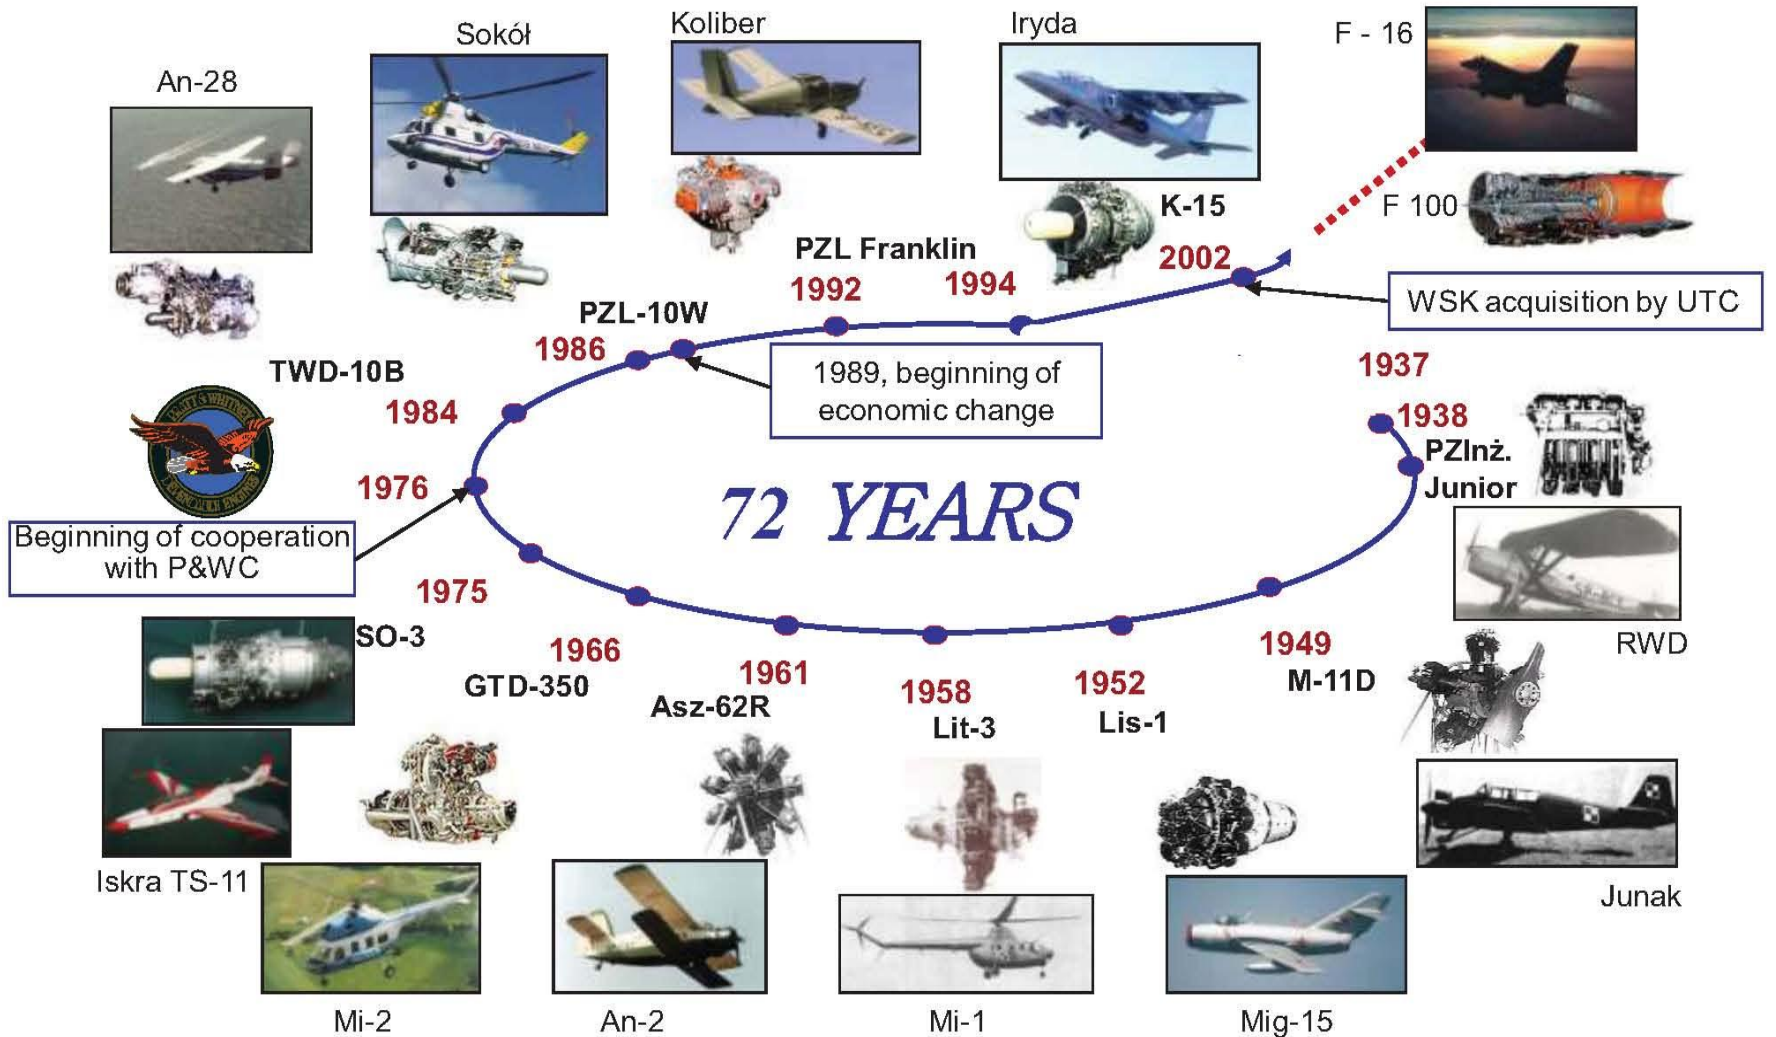 Koliber
Iryda
F - 16
Sokół
An-28
K-15
F 100
PZL Franklin
2002
1992
1994
WSK acquisition by UTC
PZL-10W
1986
1937
TWD-10B
1989, beginning of
economic change
1984
1938
PZInż.
Junior
PRATT & WHITNEY
1976
72 YEARS
Beginning of cooperation
with P&WC
1975
SO-3
1966
1949
RWD
GTD-350
1961
1958
1952
M-11D
Asz-62R
Lit-3
Lis-1
Iskra TS-11
Junak
Mi-2
An-2
Mi-1
Mig-15